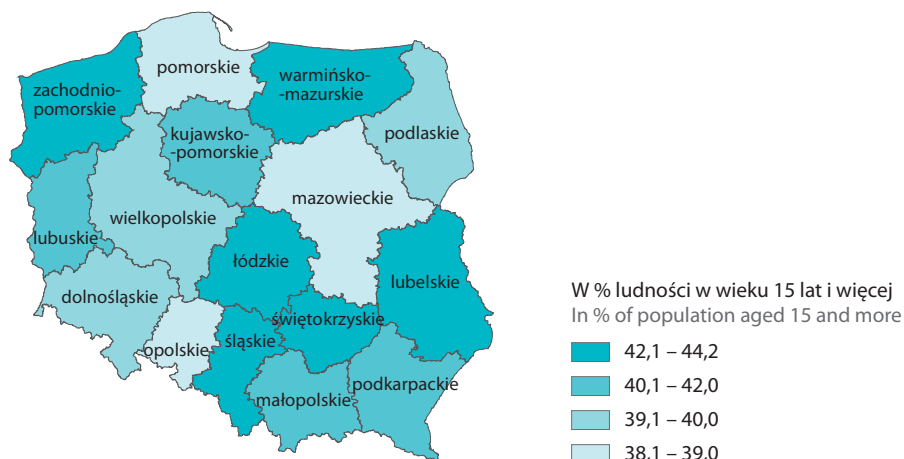 pomorskie
warmińsko-
-mazurskie
zachodnio-
pomorskie
podlaskie
kujawsko-
-pomorskie
mazowieckie
wielkopolskie
lubuskie
łódzkie
lubelskie
dolnośląskie
świętokrzyskie
opolskie
śląskie
podkarpackie
małopolskie
W % ludności w wieku 15 lat i więcej
In % of population aged 15 and more
42,1 – 44,2
40,1 – 42,0
39,1 – 40,0
38,1 – 39,0